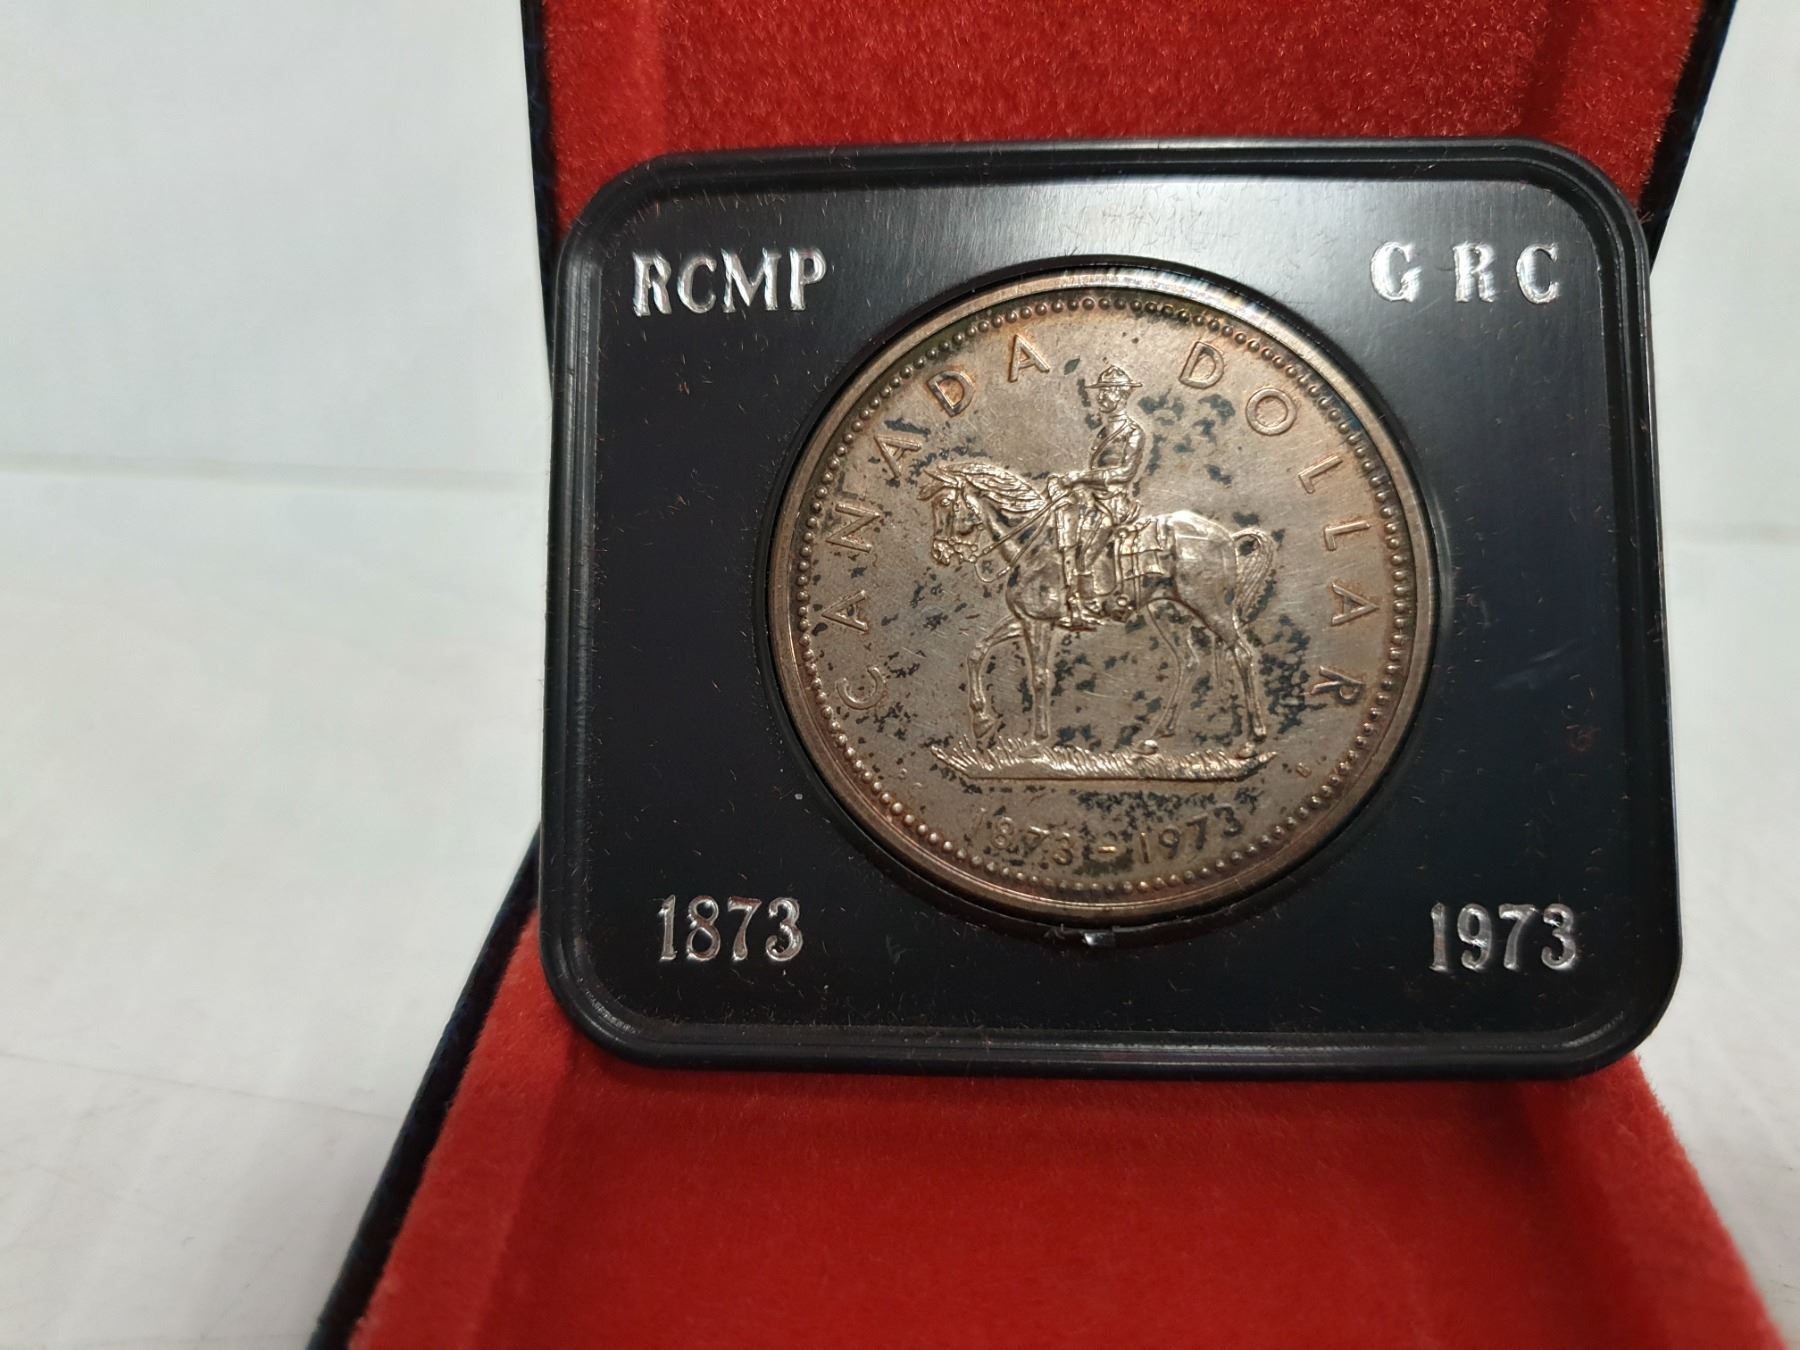 RCMP GRC
CANADA DOLLAR
1873-1973
1873 1973